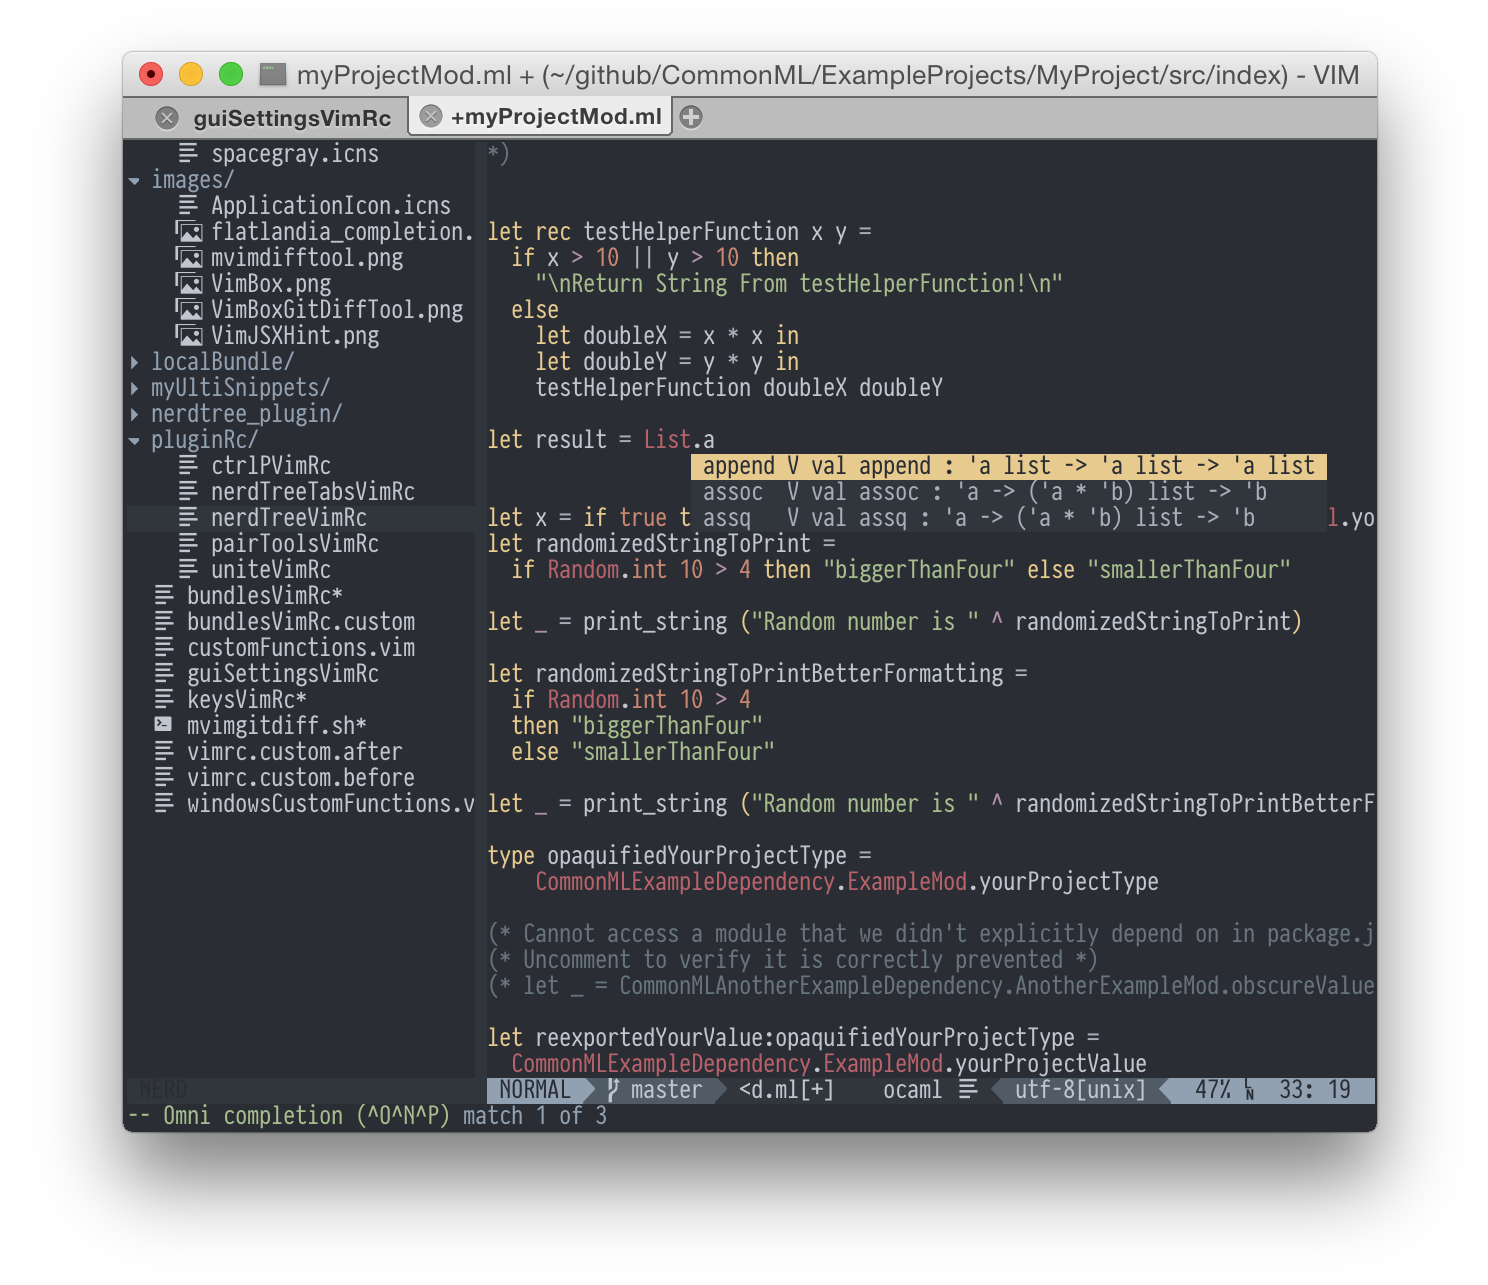 myProjectMod.ml + (~/github/CommonML/ExampleProjects/MyProject/src/index) - VIM
guiSettingsVimRc
+myProjectMod.ml
spacegray.icns
images/
ApplicationIcon.icns
flatlandia_completion.
mvimdifftool.png
VimBox.png
VimBoxGitDiffTool.png
VimJSXHint.png
localBundle/
myUltiSnippets/
nerdtree_plugin/
pluginRc/
ctrlPVimRc
nerdTreeTabsVimRc
nerdTreeVimRc
pairToolsVimRc
uniteVimRc
bundlesVimRc*
bundlesVimRc.custom
customFunctions.vim
guiSettingsVimRc
keysVimRc*
mvimgitdiff.sh*
vimrc.custom.after
vimrc.custom.before
windowsCustomFunctions.v
NERD
*)
let rec testHelperFunction x y =
  if x > 10 || y > 10 then
    "\nReturn String From testHelperFunction!\n"
  else
    let doubleX = x * x in
    let doubleY = y * y in
    testHelperFunction doubleX doubleY
let result = List.a
append V val append : 'a list -> 'a list -> 'a list
assoc  V val assoc : 'a -> ('a * 'b) list -> 'b
let x = if true t assq   V val assq : 'a -> ('a * 'b) list -> 'b l.yo
let randomizedStringToPrint =
  if Random.int 10 > 4 then "biggerThanFour" else "smallerThanFour"
let _ = print_string ("Random number is " ^ randomizedStringToPrint)
let randomizedStringToPrintBetterFormatting =
  if Random.int 10 > 4
  then "biggerThanFour"
  else "smallerThanFour"
let _ = print_string ("Random number is " ^ randomizedStringToPrintBetterF
type opaquifiedYourProjectType =
    CommonMLExampleDependency.ExampleMod.yourProjectType
(* Cannot access a module that we didn't explicitly depend on in package.j
(* Uncomment to verify it is correctly prevented *)
(* let _ = CommonMLAnotherExampleDependency.AnotherExampleMod.obscureValue
let reexportedYourValue:opaquifiedYourProjectType =
  CommonMLExampleDependency.ExampleMod.yourProjectValue
NORMAL master <d.ml[+] ocaml utf-8[unix] 47% LN 33: 19
-- Omni completion (^O^N^P) match 1 of 3